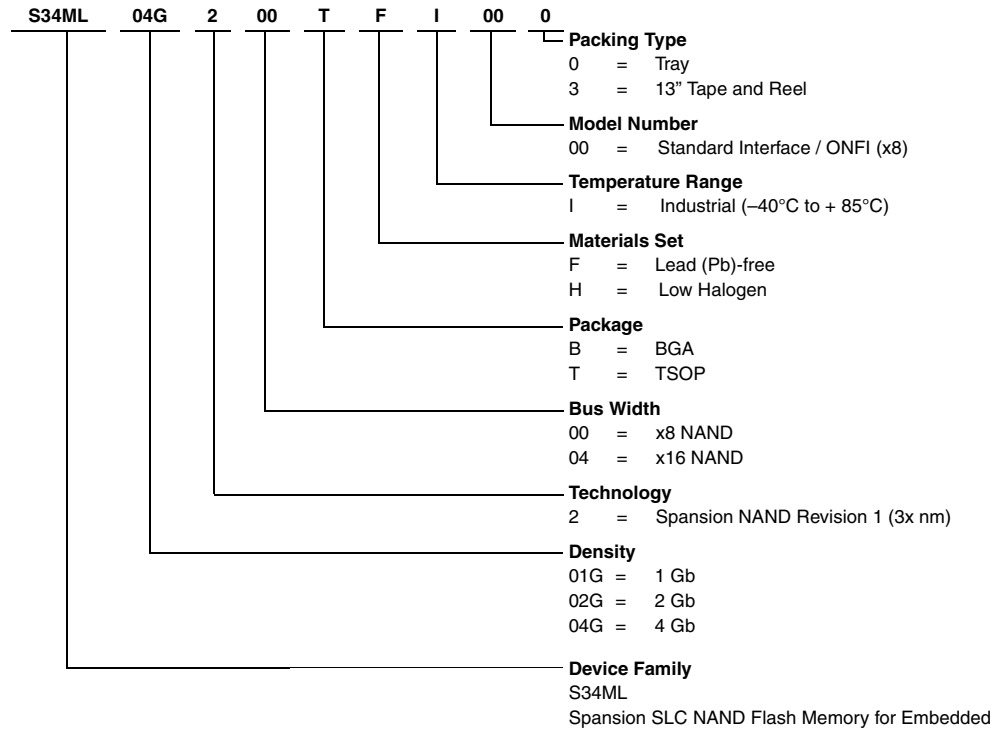 S34ML 04G 2 00 T F I 00 0
Packing Type
0 = Tray
3 = 13” Tape and Reel
Model Number
00 = Standard Interface / ONFI (x8)
Temperature Range
I = Industrial (–40°C to + 85°C)
Materials Set
F = Lead (Pb)-free
H = Low Halogen
Package
B = BGA
T = TSOP
Bus Width
00 = x8 NAND
04 = x16 NAND
Technology
2 = Spansion NAND Revision 1 (3x nm)
Density
01G = 1 Gb
02G = 2 Gb
04G = 4 Gb
Device Family
S34ML
Spansion SLC NAND Flash Memory for Embedded